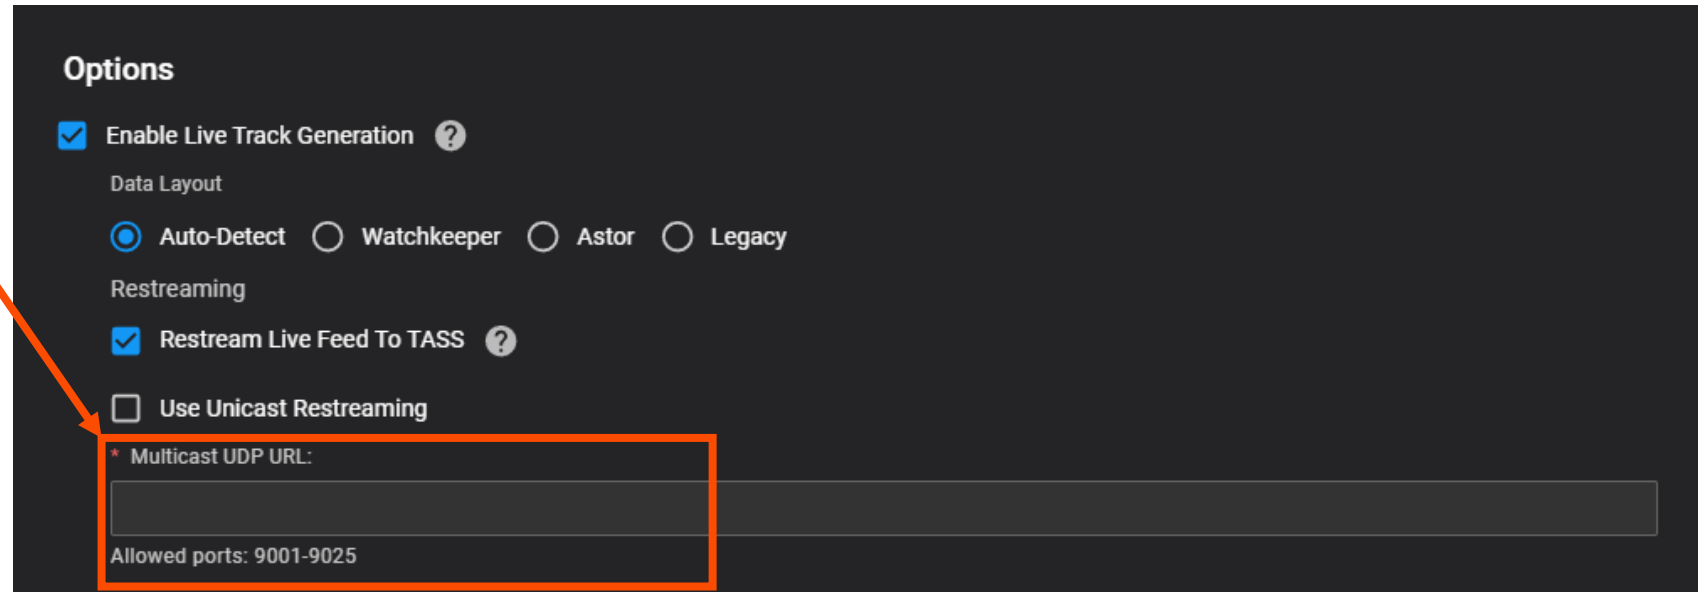 Options
Enable Live Track Generation ?
Data Layout
Auto-Detect Watchkeeper Astor Legacy
Restreaming
Restream Live Feed To TASS ?
Use Unicast Restreaming
* Multicast UDP URL:
Allowed ports: 9001-9025